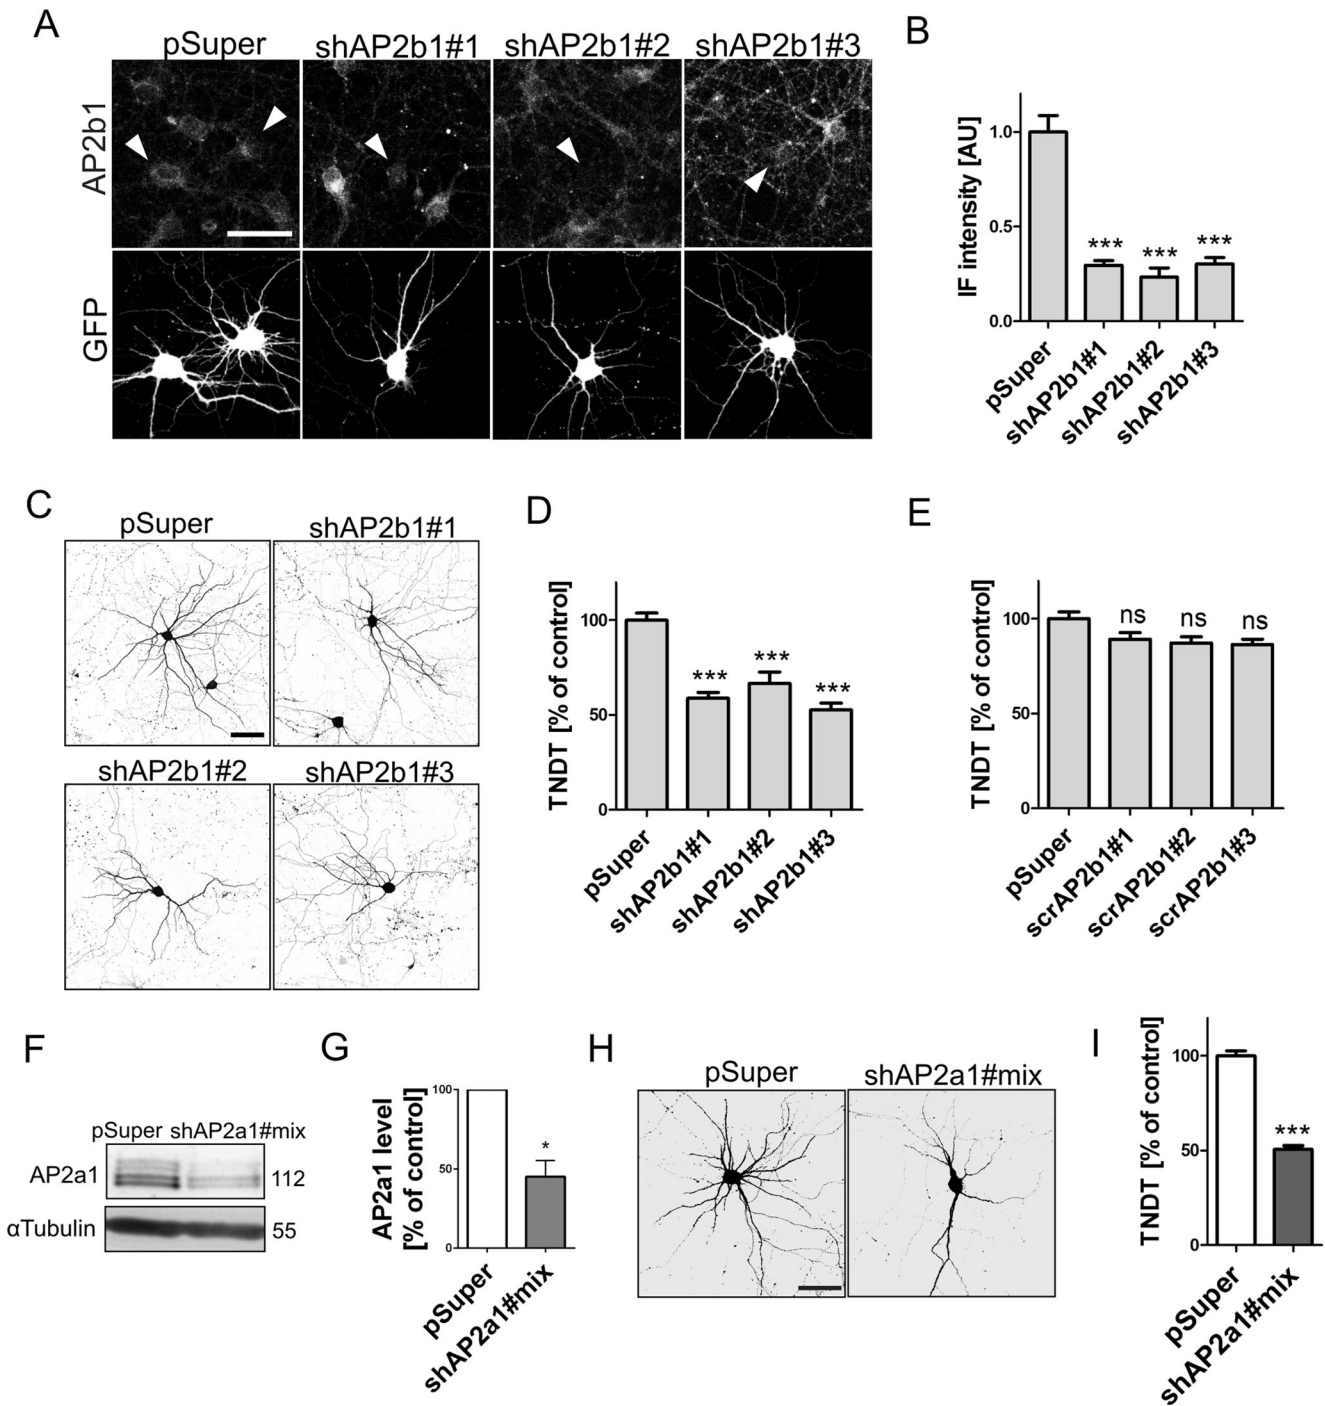 A
pSuper shAP2b1#1 shAP2b1#2 shAP2b1#3
AP2b1
GFP
B
IF intensity [AU]
1.0
0.5
0.0
*** *** ***
pSuper
shAP2b1#1
shAP2b1#2
shAP2b1#3
C
pSuper shAP2b1#1
shAP2b1#2 shAP2b1#3
D
TNDT [% of control]
100
50
0
*** *** ***
pSuper
shAP2b1#1
shAP2b1#2
shAP2b1#3
E
TNDT [% of control]
100
50
0
ns ns ns
pSuper
scrAP2b1#1
scrAP2b1#2
scrAP2b1#3
F
pSuper shAP2a1#mix
AP2a1 112
αTubulin 55
G
AP2a1 level
[% of control]
100
50
0
*
pSuper
shAP2a1#mix
H
pSuper shAP2a1#mix
I
TNDT [% of control]
100
50
0
***
pSuper
shAP2a1#mix